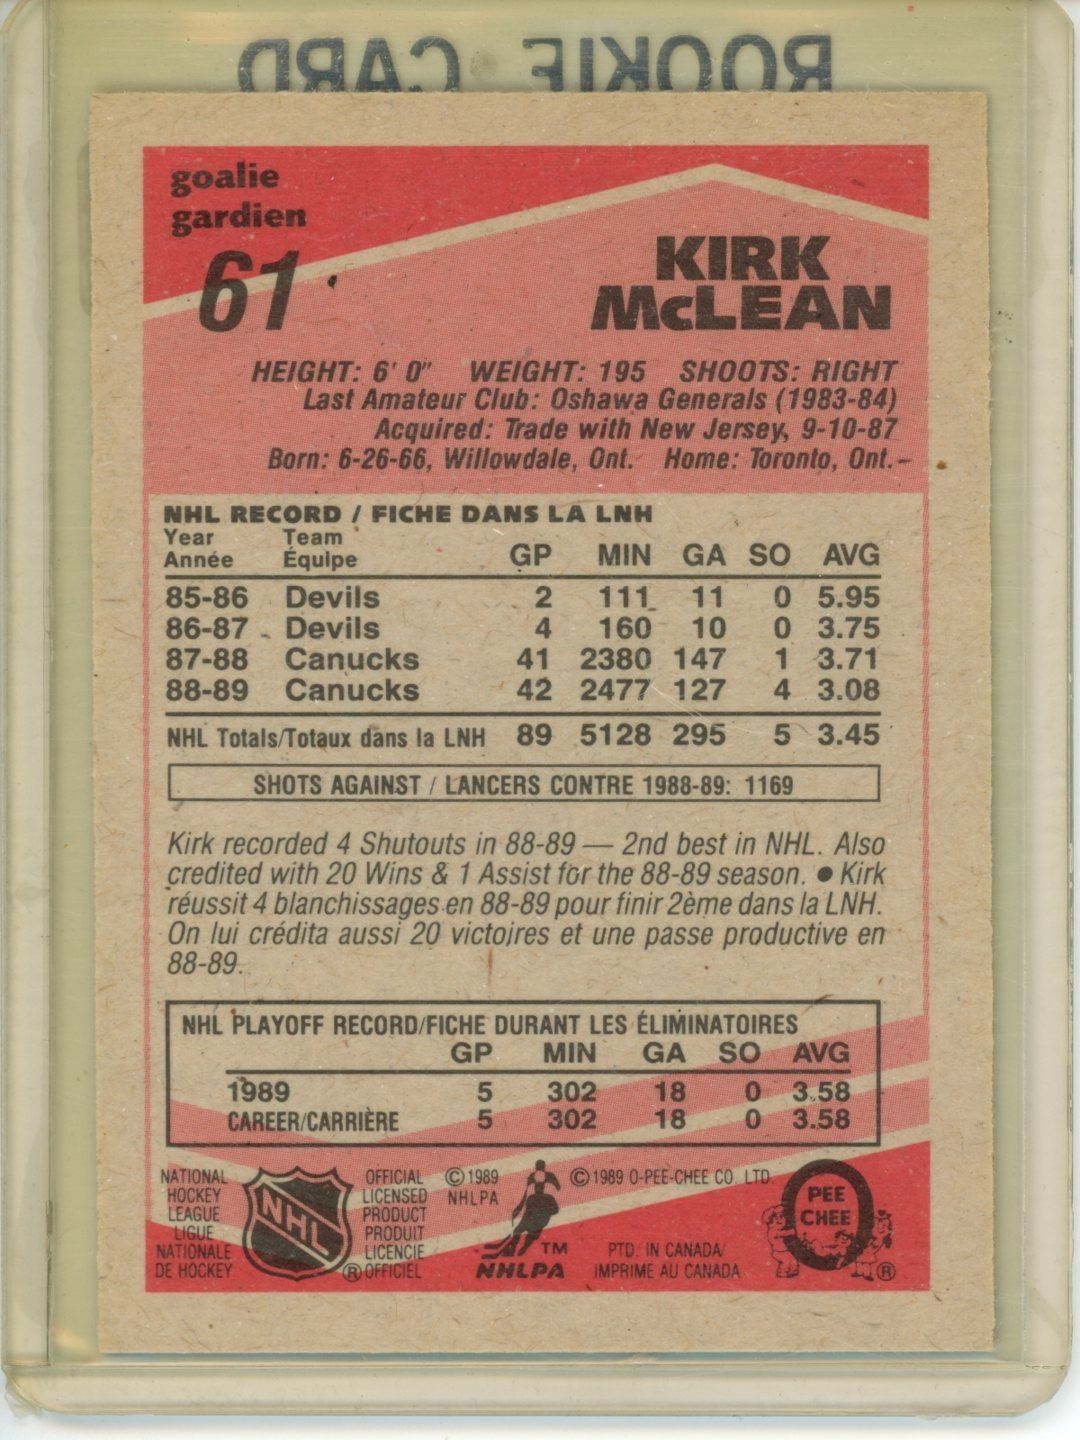 ROOKIE CARD
goalie
gardien
61
KIRK
McLEAN
HEIGHT: 6' 0" WEIGHT: 195 SHOOTS: RIGHT
Last Amateur Club: Oshawa Generals (1983-84)
Acquired: Trade with New Jersey, 9-10-87
Born: 6-26-66, Willowdale, Ont. Home: Toronto, Ont.
NHL RECORD / FICHE DANS LA LNH
Year Team
Année Équipe GP MIN GA SO AVG
85-86 Devils 2 111 11 0 5.95
86-87 Devils 4 160 10 0 3.75
87-88 Canucks 41 2380 147 1 3.71
88-89 Canucks 42 2477 127 4 3.08
NHL Totals/Totaux dans la LNH 89 5128 295 5 3.45
SHOTS AGAINST / LANCERS CONTRE 1988-89: 1169
Kirk recorded 4 Shutouts in 88-89 — 2nd best in NHL. Also
credited with 20 Wins & 1 Assist for the 88-89 season. ● Kirk
réussit 4 blanchissages en 88-89 pour finir 2ème dans la LNH.
On lui crédita aussi 20 victoires et une passe productive en
88-89.
NHL PLAYOFF RECORD/FICHE DURANT LES ÉLIMINATOIRES
GP MIN GA SO AVG
1989 5 302 18 0 3.58
CAREER/CARRIÈRE 5 302 18 0 3.58
NATIONAL
HOCKEY
LEAGUE
LIGUE
NATIONALE
DE HOCKEY
NHL
®
OFFICIAL
LICENSED
PRODUCT
PRODUIT
LICENCIE
OFFICIEL
© 1989
NHLPA
TM
NHLPA
© 1989 O-PEE-CHEE CO. LTD.
PTD. IN CANADA/
IMPRIME AU CANADA
O
PEE
CHEE
®